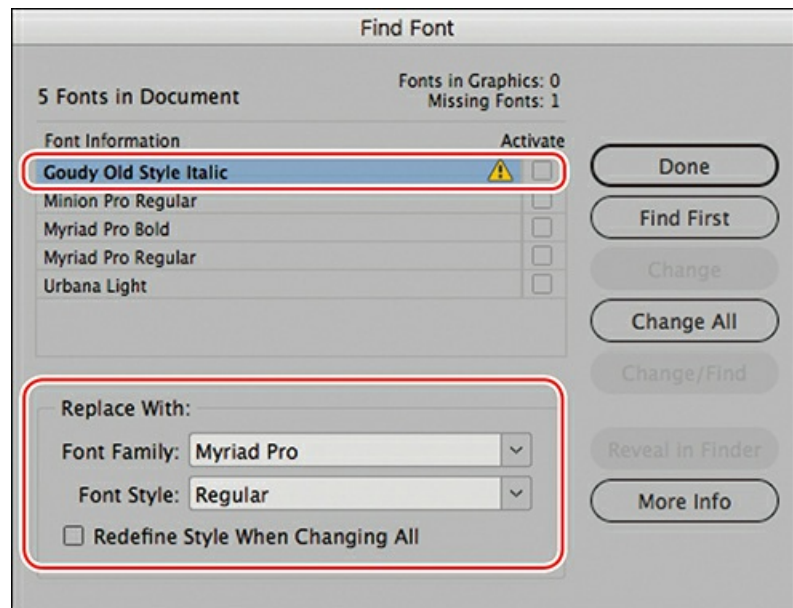 Find Font
5 Fonts in Document
Fonts in Graphics: 0
Missing Fonts: 1
Font Information Activate
Goudy Old Style Italic
Minion Pro Regular
Myriad Pro Bold
Myriad Pro Regular
Urbana Light
Done
Find First
Change
Change All
Change/Find
Reveal in Finder
More Info
Replace With:
Font Family: Myriad Pro
Font Style: Regular
Redefine Style When Changing All